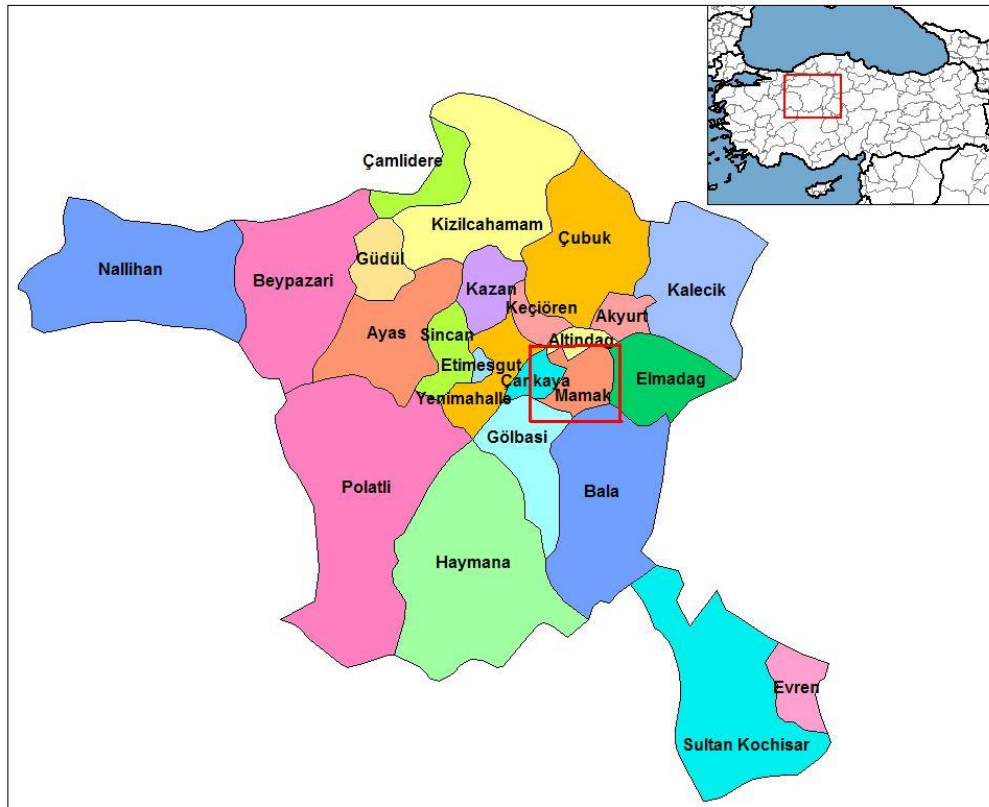 Çamlidere
Kizilcahamam
Çubuk
Nallihan
Beypazari
Güdül
Kazan
Kalecik
Keçiören
Akyurt
Ayas
Sincan
Altindag
Etimesgut
Çankaya
Elmadag
Yenimahalle
Mamak
Gölbasi
Polatli
Bala
Haymana
Evren
Sultan Kochisar